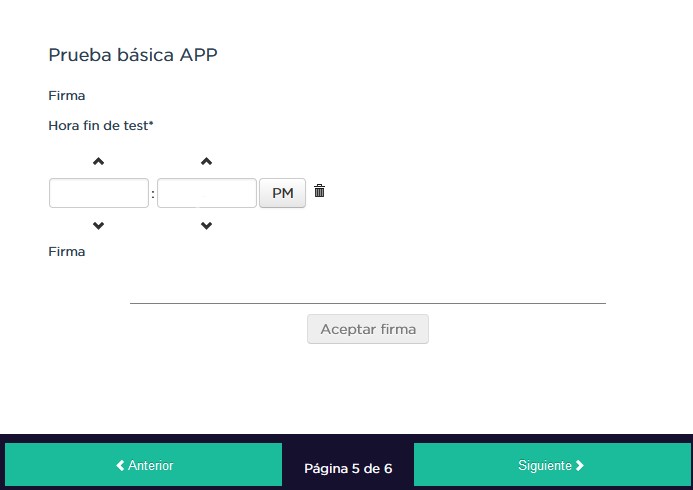 Prueba básica APP
Firma
Hora fin de test*
: PM
Firma
Aceptar firma
Anterior Página 5 de 6 Siguiente